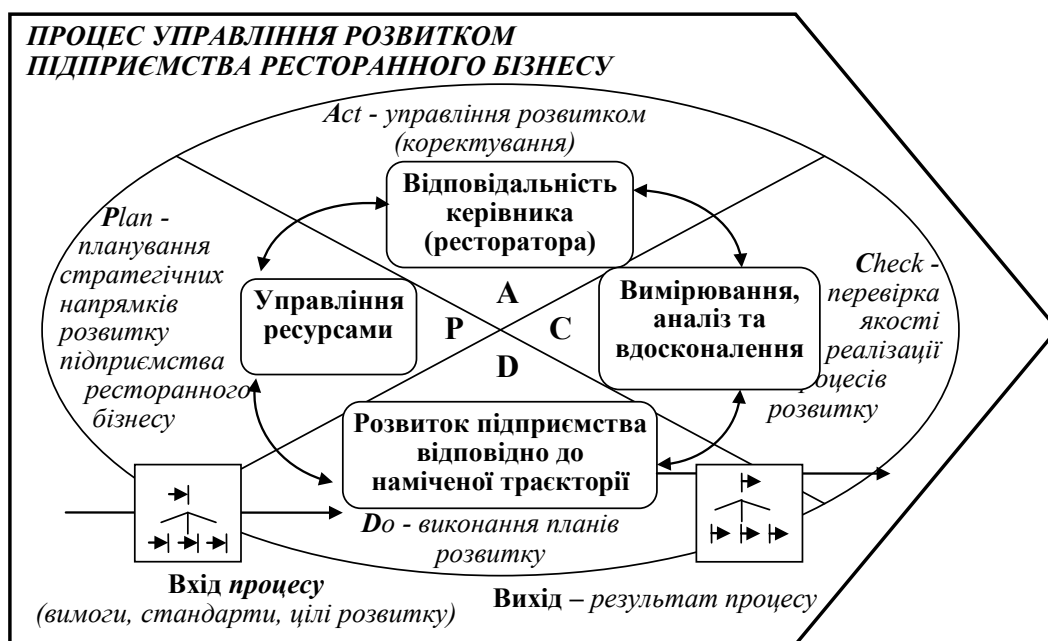 ПРОЦЕС УПРАВЛІННЯ РОЗВИТКОМ
ПІДПРИЄМСТВА РЕСТОРАННОГО БІЗНЕСУ
Act - управління розвитком
(коректування)
Відповідальність
керівника
(ресторатора)
Plan -
планування
стратегічних
напрямків
розвитку
підприємства
ресторанного
бізнесу
Управління
ресурсами
A
P
C
D
Вимірювання,
аналіз та
вдосконалення
Check -
перевірка
якості
реалізації
оцесів
розвитку
Розвиток підприємства
відповідно до
наміченої траєкторії
Do - виконання планів
розвитку
Вхід процесу
(вимоги, стандарти, цілі розвитку)
Вихід – результат процесу